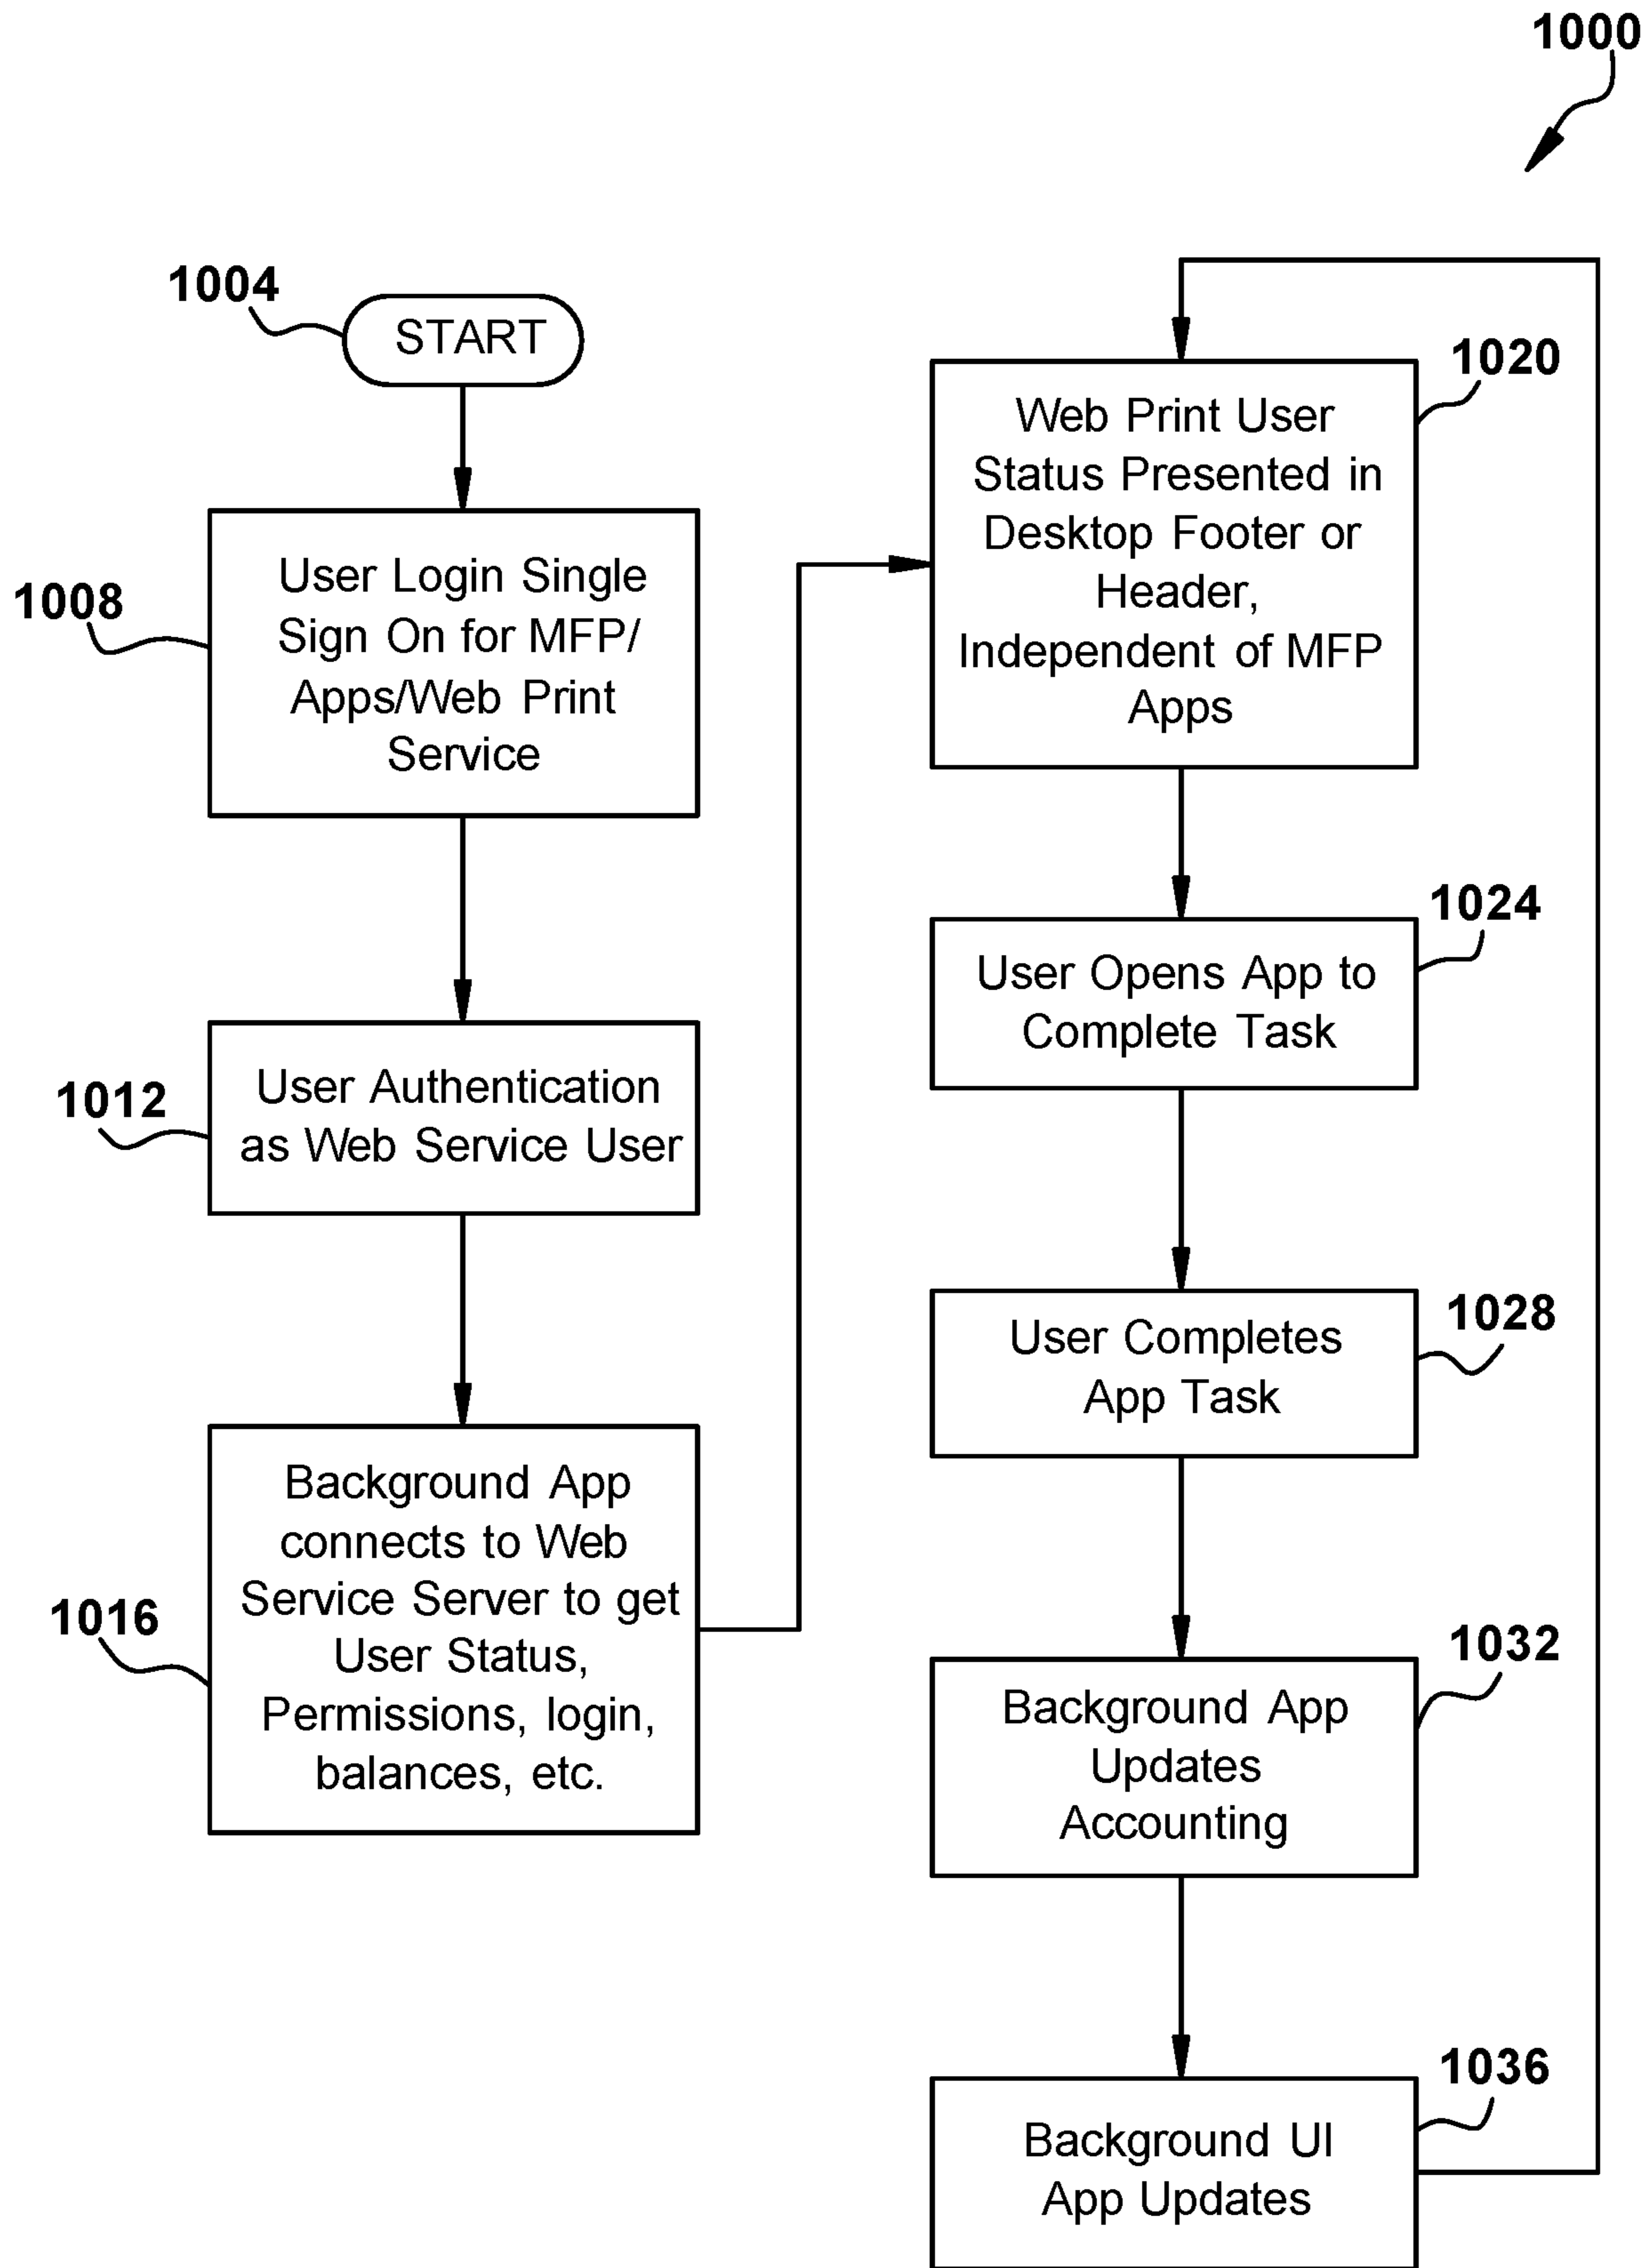 1000
1004
START
1008
User Login Single
Sign On for MFP/
Apps/Web Print
Service
1012
User Authentication
as Web Service User
1016
Background App
connects to Web
Service Server to get
User Status,
Permissions, login,
balances, etc.
1020
Web Print User
Status Presented in
Desktop Footer or
Header,
Independent of MFP
Apps
1024
User Opens App to
Complete Task
1028
User Completes
App Task
1032
Background App
Updates
Accounting
1036
Background UI
App Updates